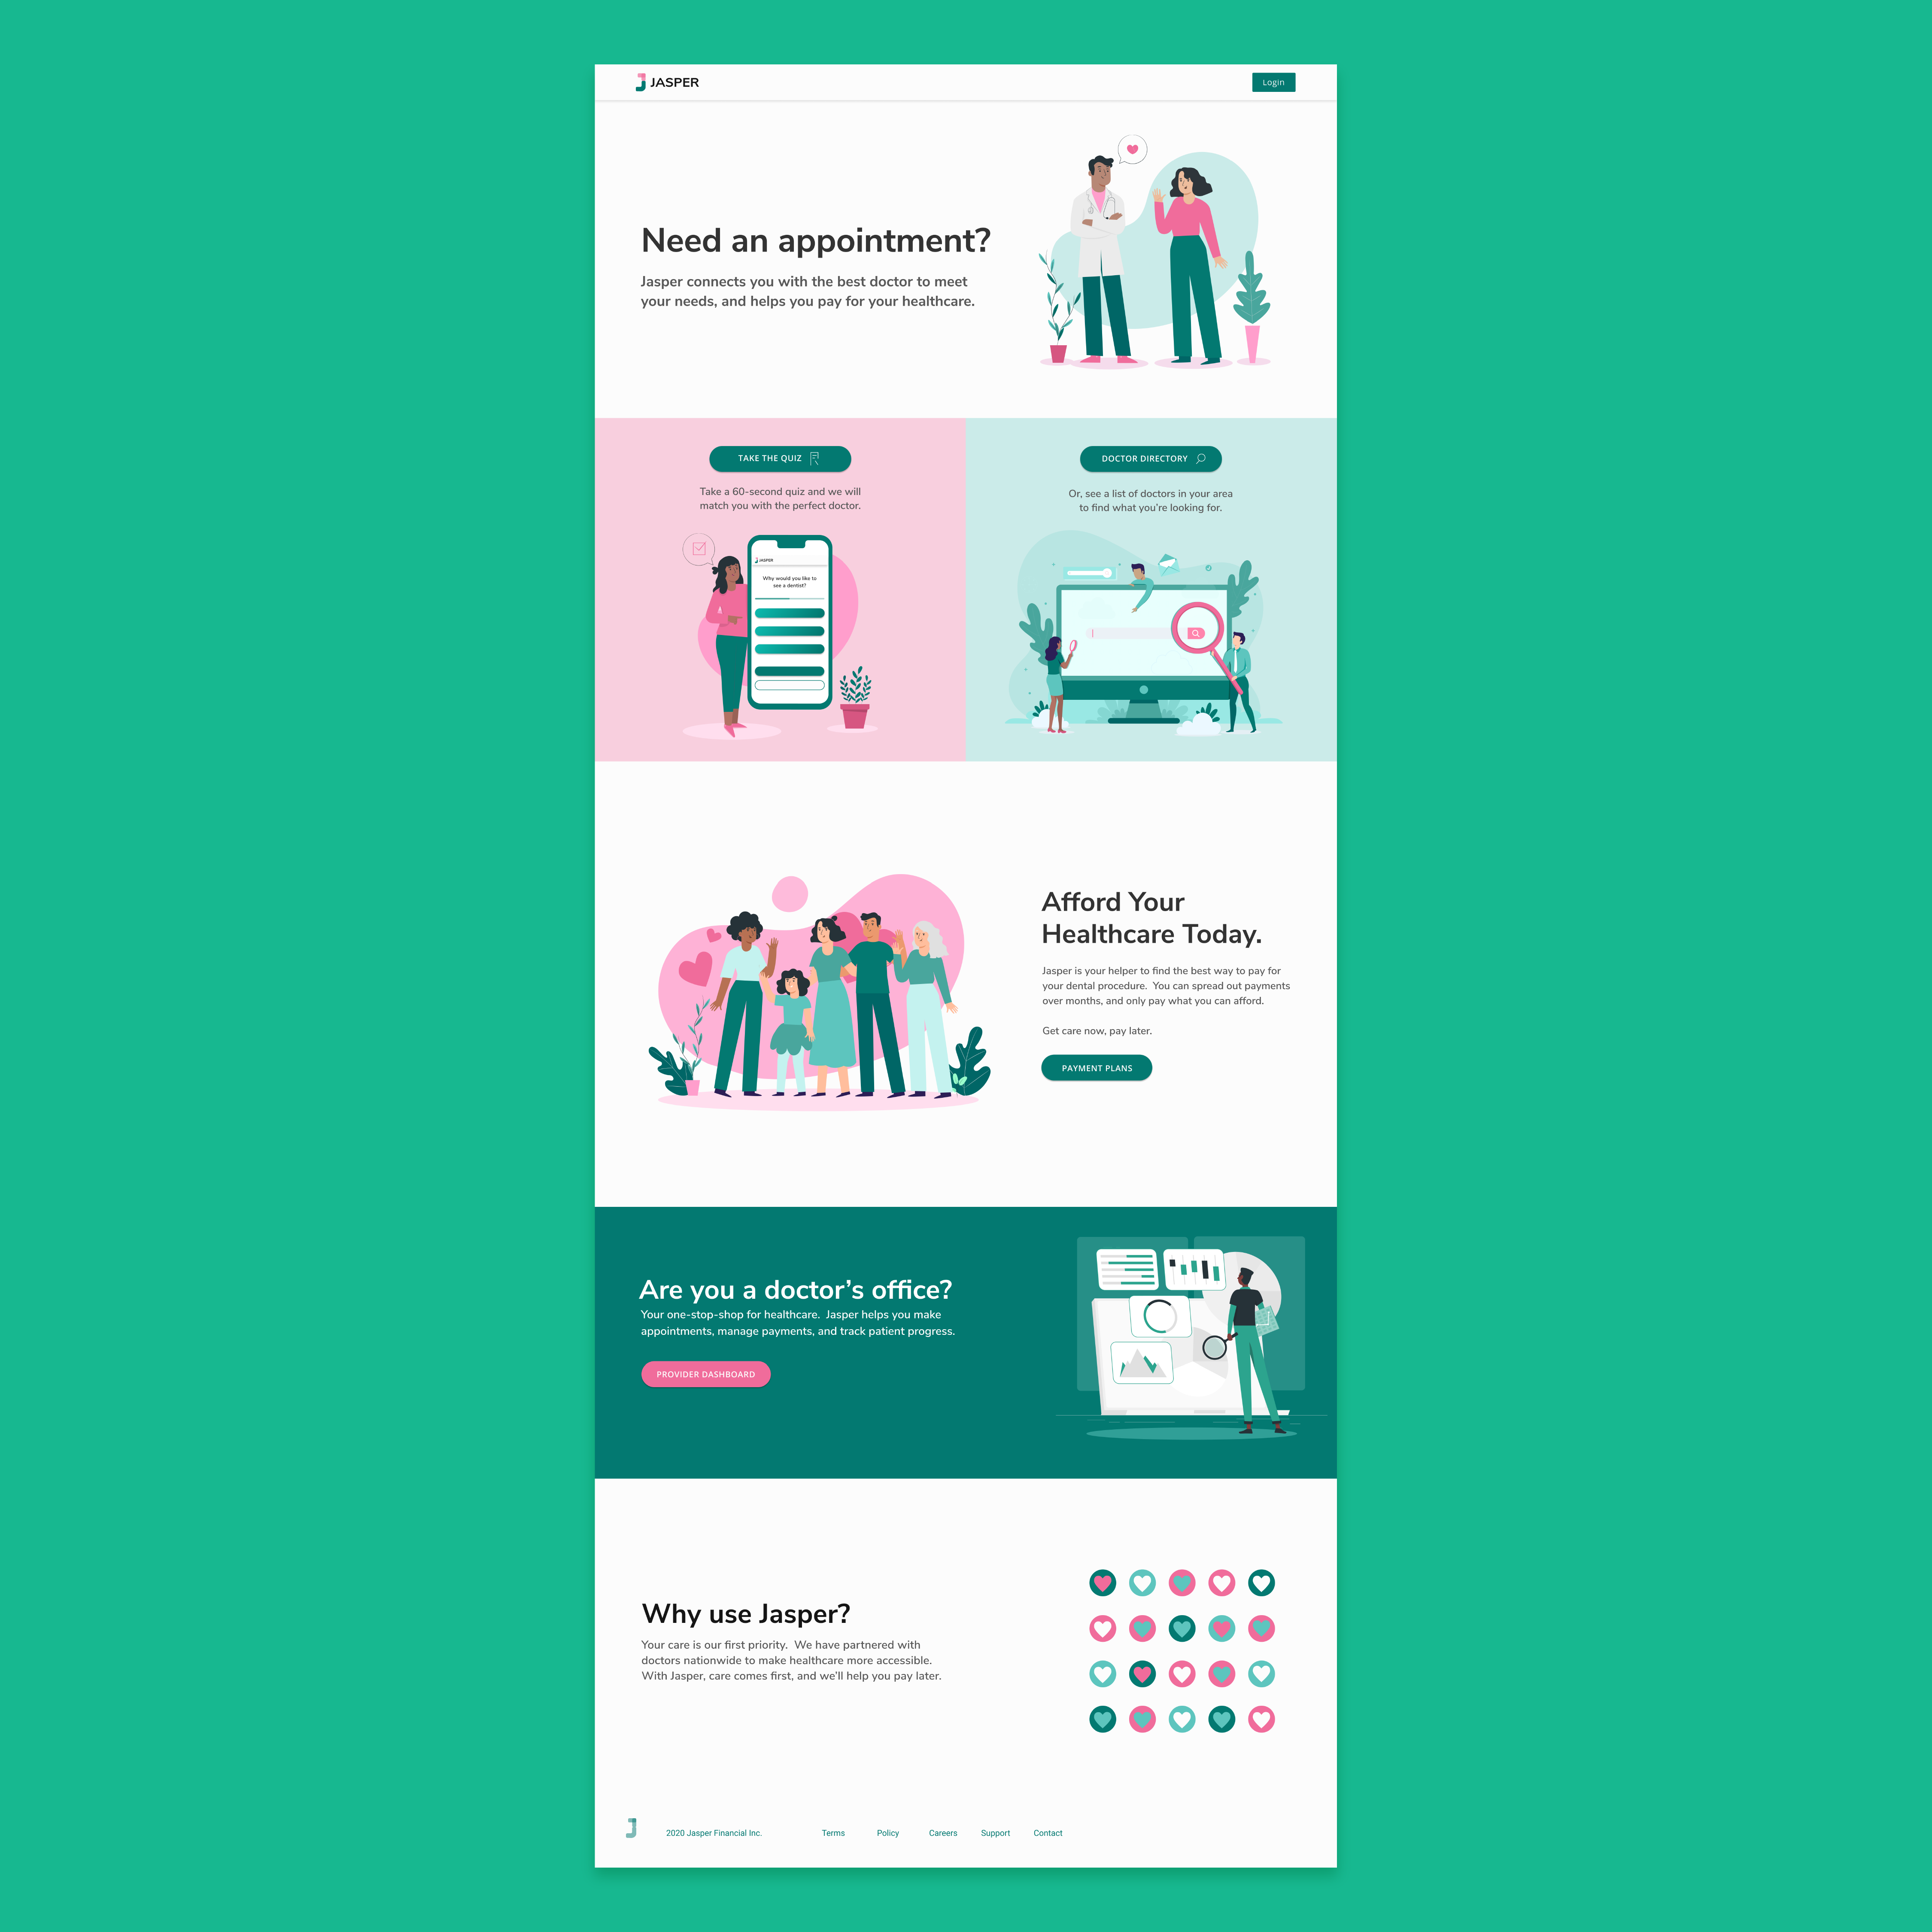 JASPER
Login
Need an appointment?
Jasper connects you with the best doctor to meet
your needs, and helps you pay for your healthcare.
TAKE THE QUIZ
Take a 60-second quiz and we will
match you with the perfect doctor.
JASPER
Why would you like to
see a dentist?
DOCTOR DIRECTORY
Or, see a list of doctors in your area
to find what you’re looking for.
Afford Your
Healthcare Today.
Jasper is your helper to find the best way to pay for
your dental procedure.  You can spread out payments
over months, and only pay what you can afford.
Get care now, pay later.
PAYMENT PLANS
Are you a doctor’s office?
Your one-stop-shop for healthcare.  Jasper helps you make
appointments, manage payments, and track patient progress.
PROVIDER DASHBOARD
Why use Jasper?
Your care is our first priority.  We have partnered with
doctors nationwide to make healthcare more accessible.
With Jasper, care comes first, and we’ll help you pay later.
2020 Jasper Financial Inc. Terms Policy Careers Support Contact